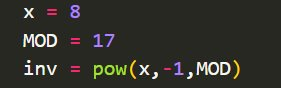 x = 8
MOD = 17
inv = pow(x,-1,MOD)